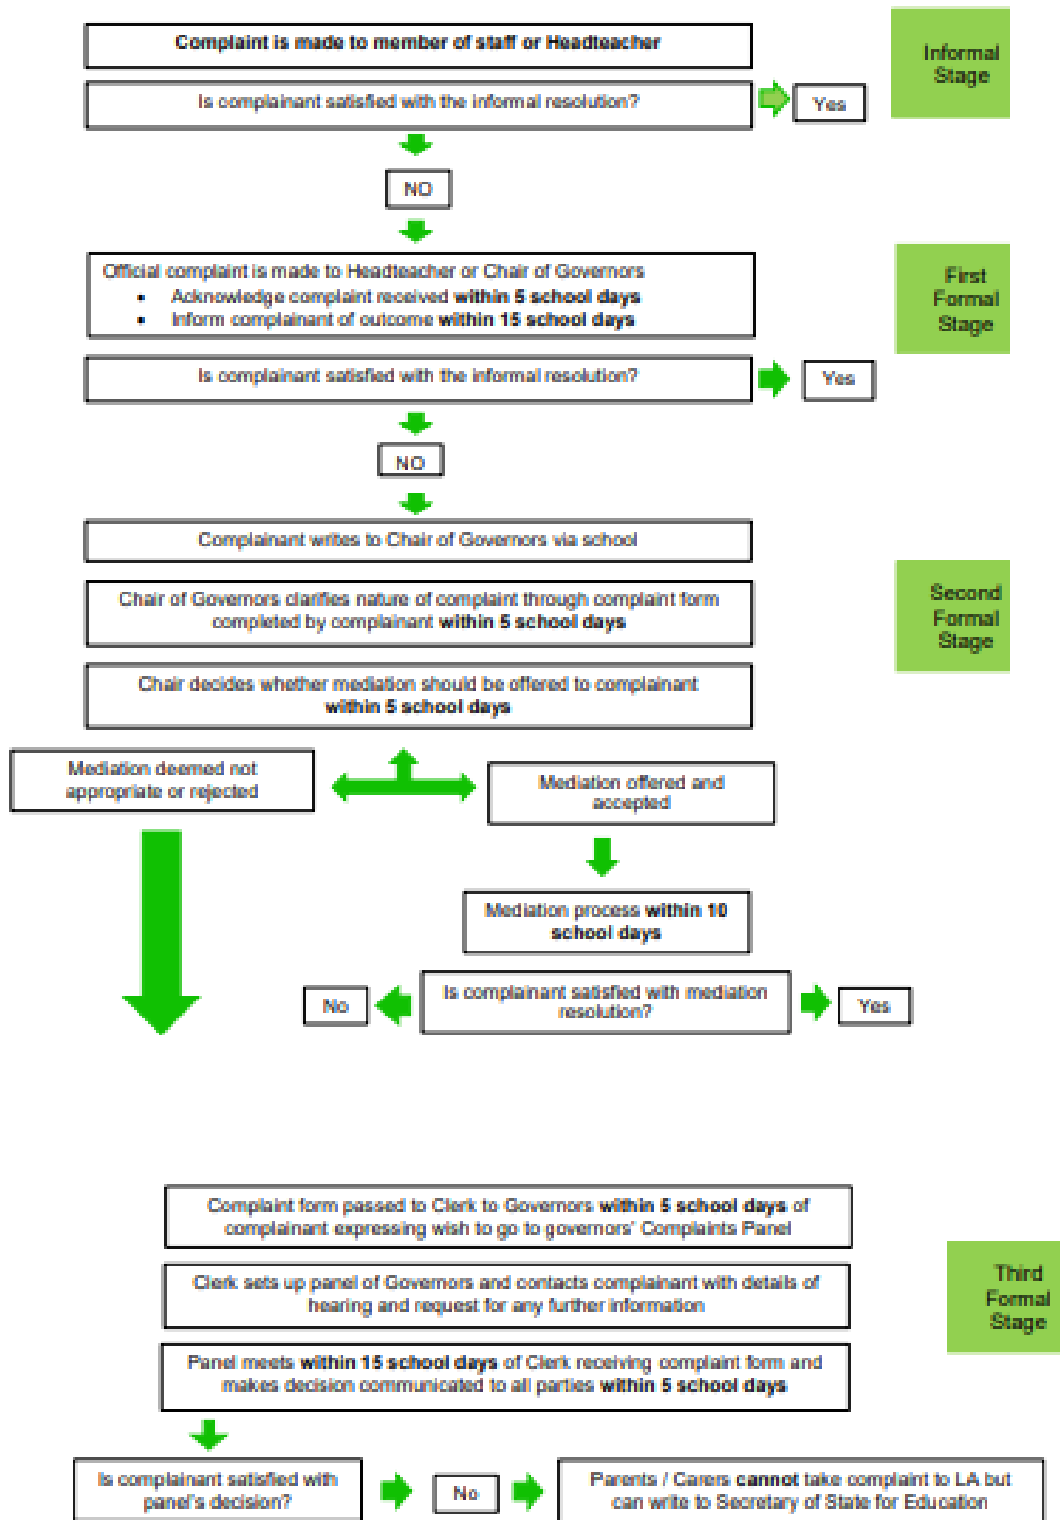 Complaint is made to member of staff or Headteacher
Informal
Stage
Is complainant satisfied with the informal resolution?
Yes
NO
Official complaint is made to Headteacher or Chair of Governors
• Acknowledge complaint received within 5 school days
• Inform complainant of outcome within 15 school days
First
Formal
Stage
Is complainant satisfied with the informal resolution?
Yes
NO
Complainant writes to Chair of Governors via school
Chair of Governors clarifies nature of complaint through complaint form
completed by complainant within 5 school days
Second
Formal
Stage
Chair decides whether mediation should be offered to complainant
within 5 school days
Mediation deemed not
appropriate or rejected
Mediation offered and
accepted
Mediation process within 10
school days
Is complainant satisfied with mediation
resolution?
No
Yes
Complaint form passed to Clerk to Governors within 5 school days of
complainant expressing wish to go to governors' Complaints Panel
Clerk sets up panel of Governors and contacts complainant with details of
hearing and request for any further information
Third
Formal
Stage
Panel meets within 15 school days of Clerk receiving complaint form and
makes decision communicated to all parties within 5 school days
Is complainant satisfied with
panel's decision?
No
Parents / Carers cannot take complaint to LA but
can write to Secretary of State for Education